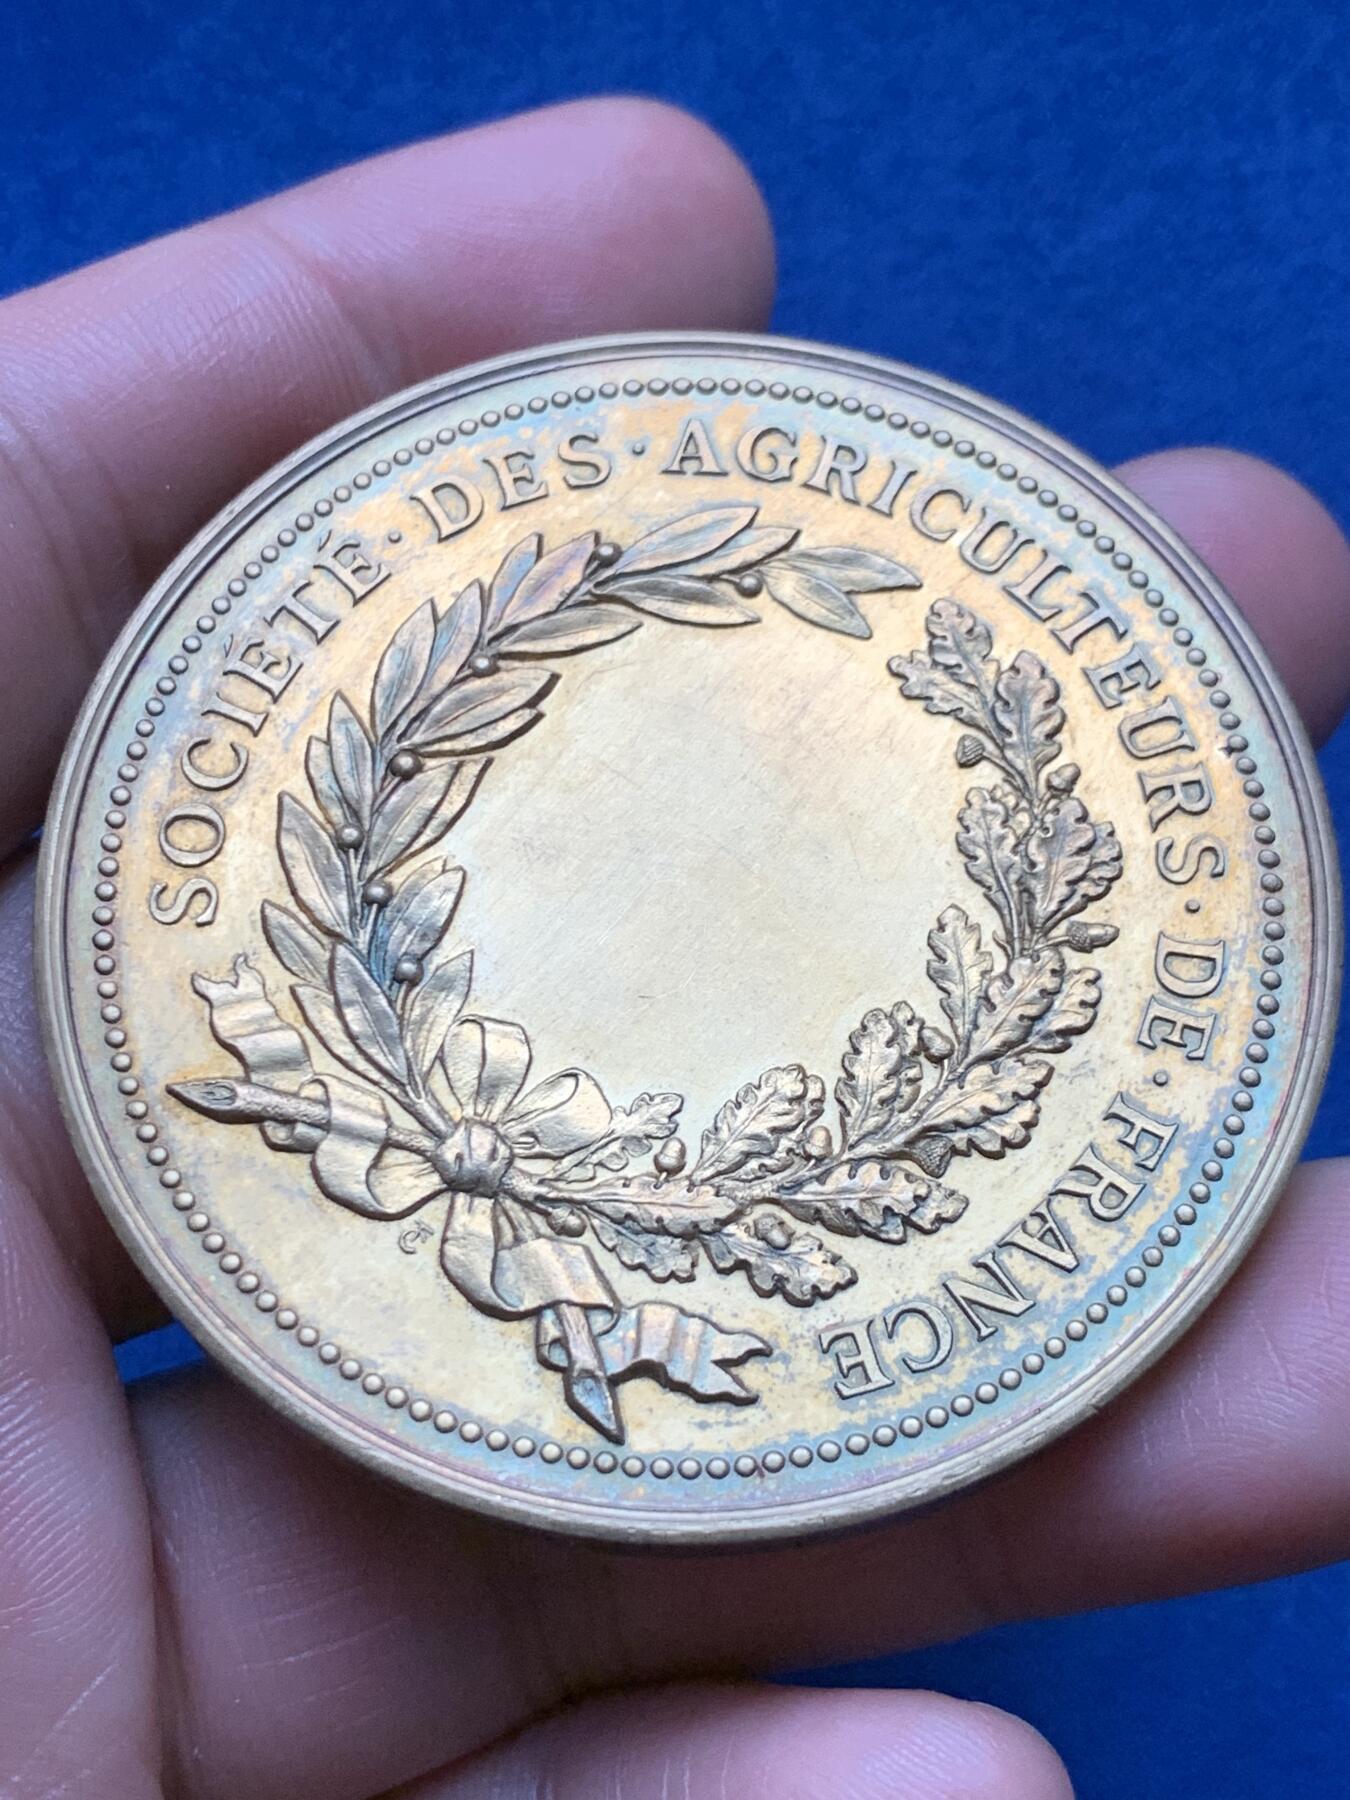 SOCIÉTÉ · DES · AGRICULTEURS · DE · FRANCE